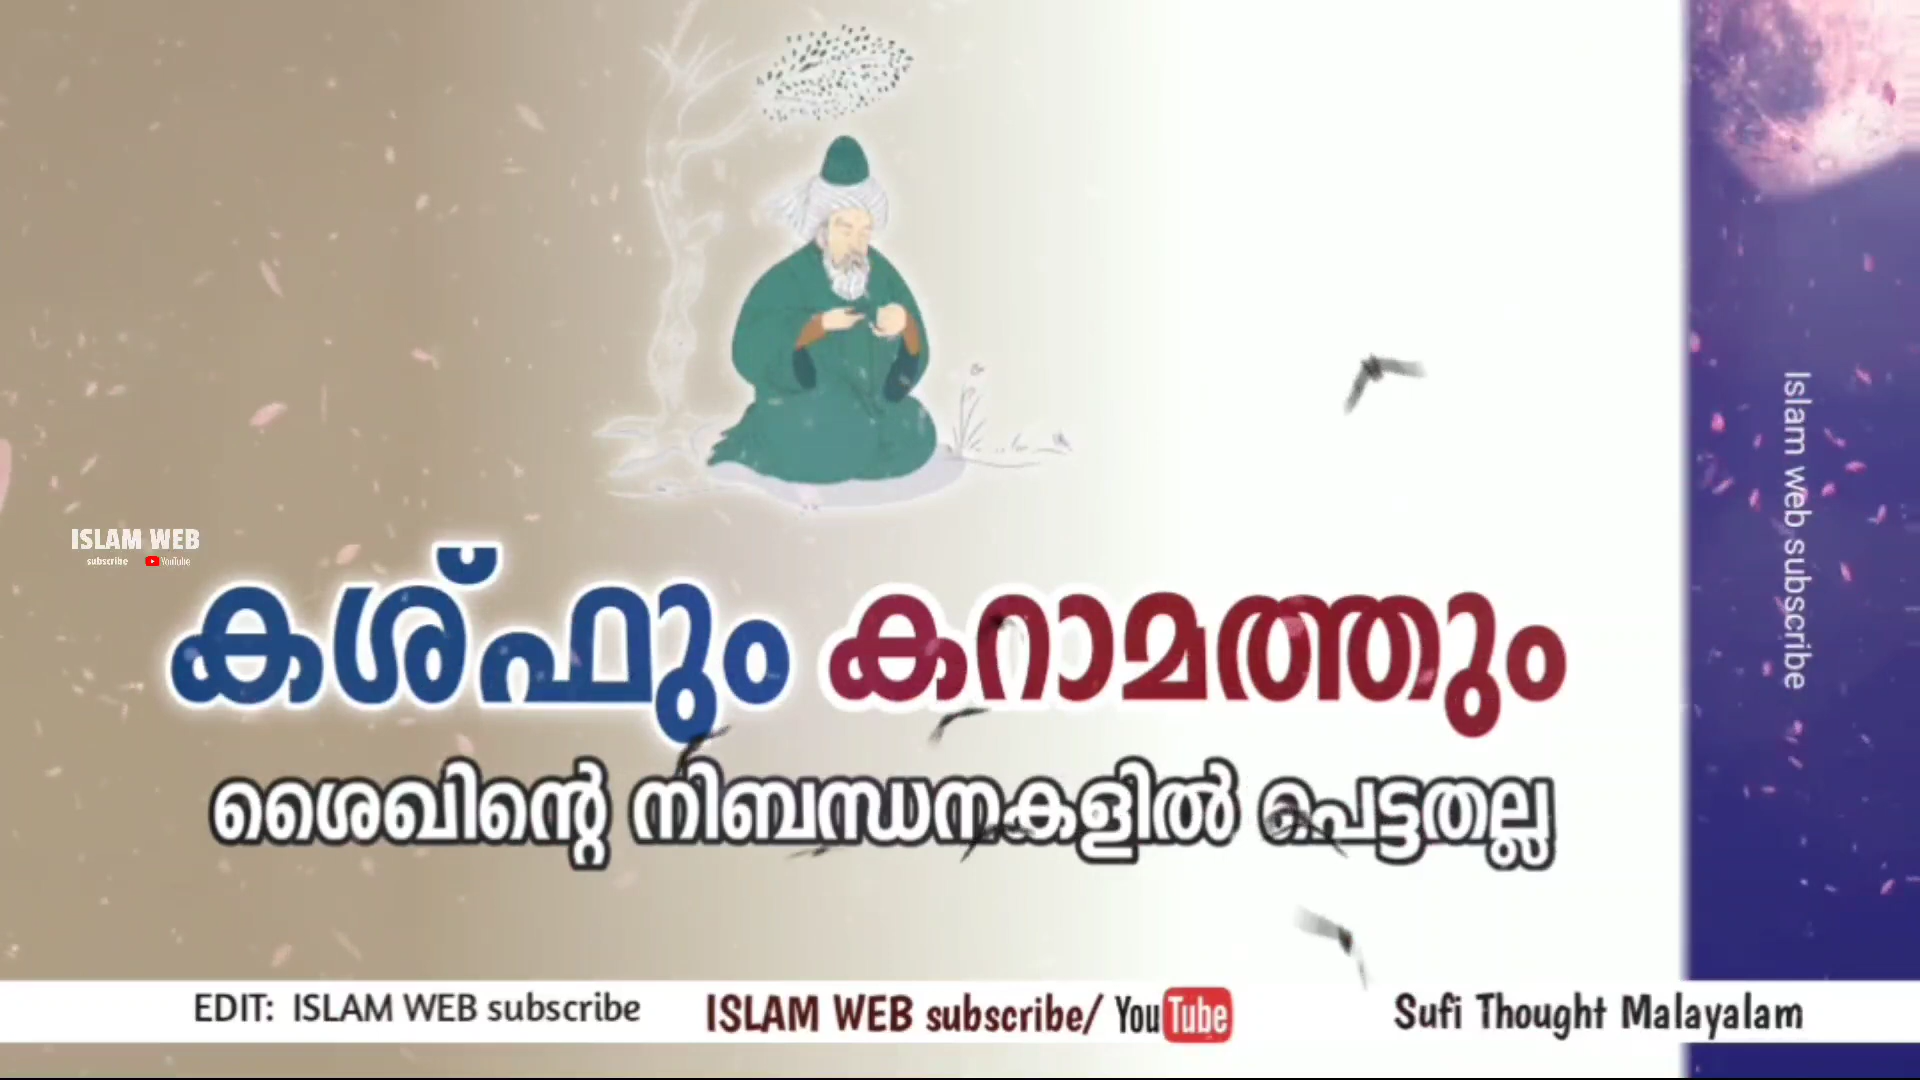 ISLAM WEB
subscribe YouTube
കശ്ഫും കറാമത്തും
ശൈഖിന്റെ നിബന്ധനകളിൽ പെട്ടതല്ല
Islam web subscribe
EDIT: ISLAM WEB subscribe
ISLAM WEB subscribe/ YouTube
Sufi Thought Malayalam